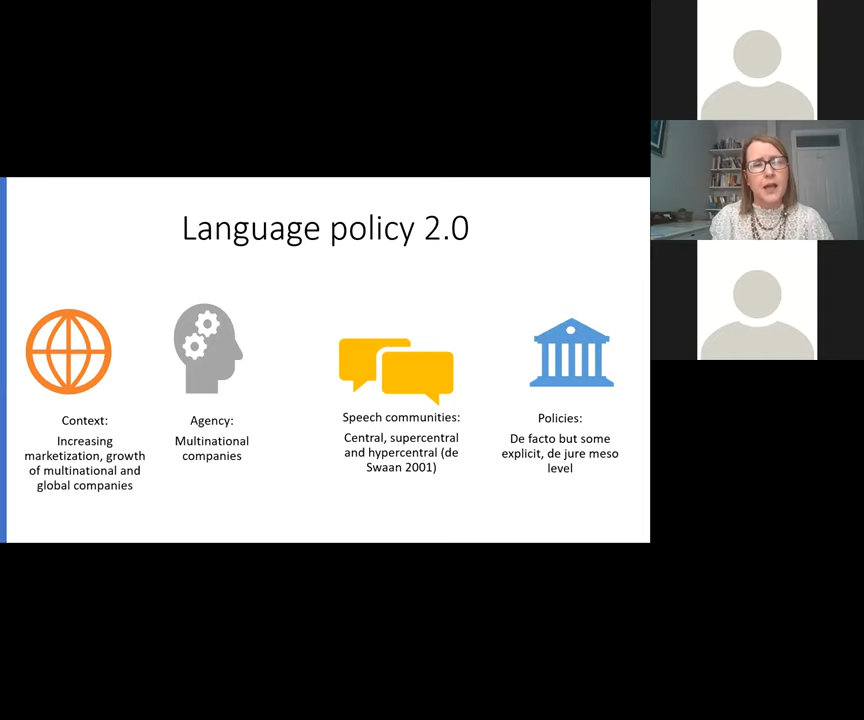 Language policy 2.0
Context:
Increasing
marketization, growth
of multinational and
global companies
Agency:
Multinational
companies
Speech communities:
Central, supercentral
and hypercentral (de
Swaan 2001)
Policies:
De facto but some
explicit, de jure meso
level